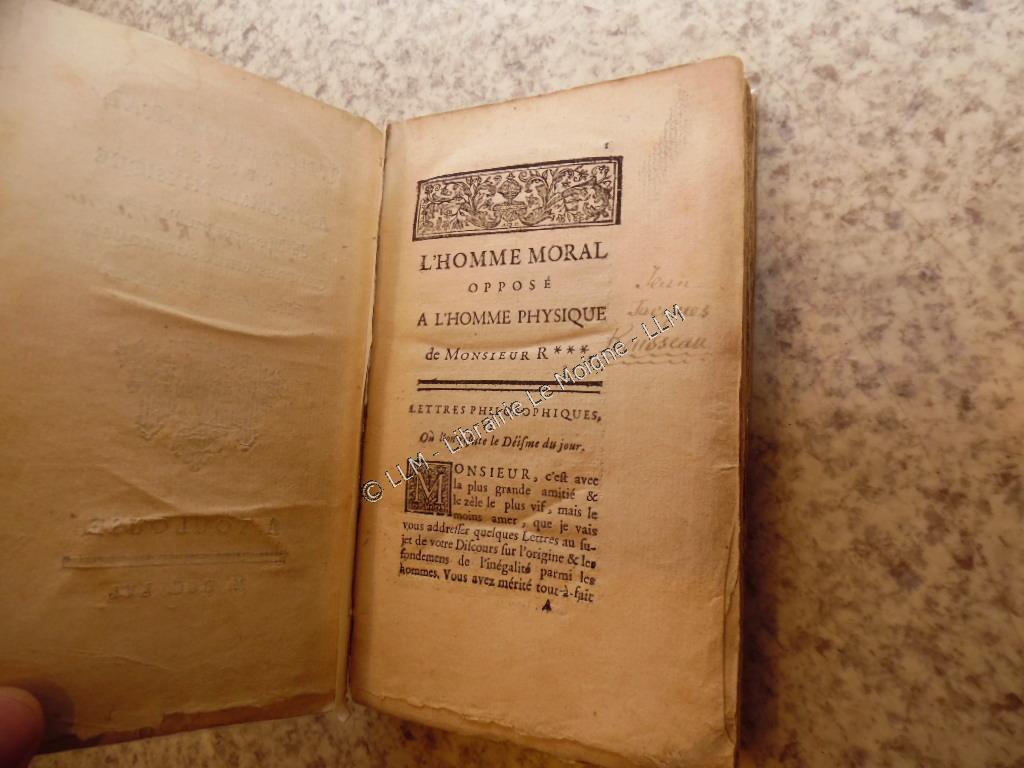 1
L'HOMME MORAL
OPPOSÉ
A L'HOMME PHYSIQUE
de MONSIEUR R***.
Jean
Jacques
Rousseau
LETTRES PHILOSOPHIQUES,
Où l'on réfute le Déïsme du jour.
MONSIEUR, c'est avec
la plus grande amitié &
le zèle le plus vif, mais le
moins amer, que je vais
vous addresser quelques Lettres au su-
jet de votre Discours sur l'origine & les
fondemens de l'inégalité parmi les
hommes. Vous avez mérité tout-à-fait
A
© LLM - Librairie Le Moigne - LLM